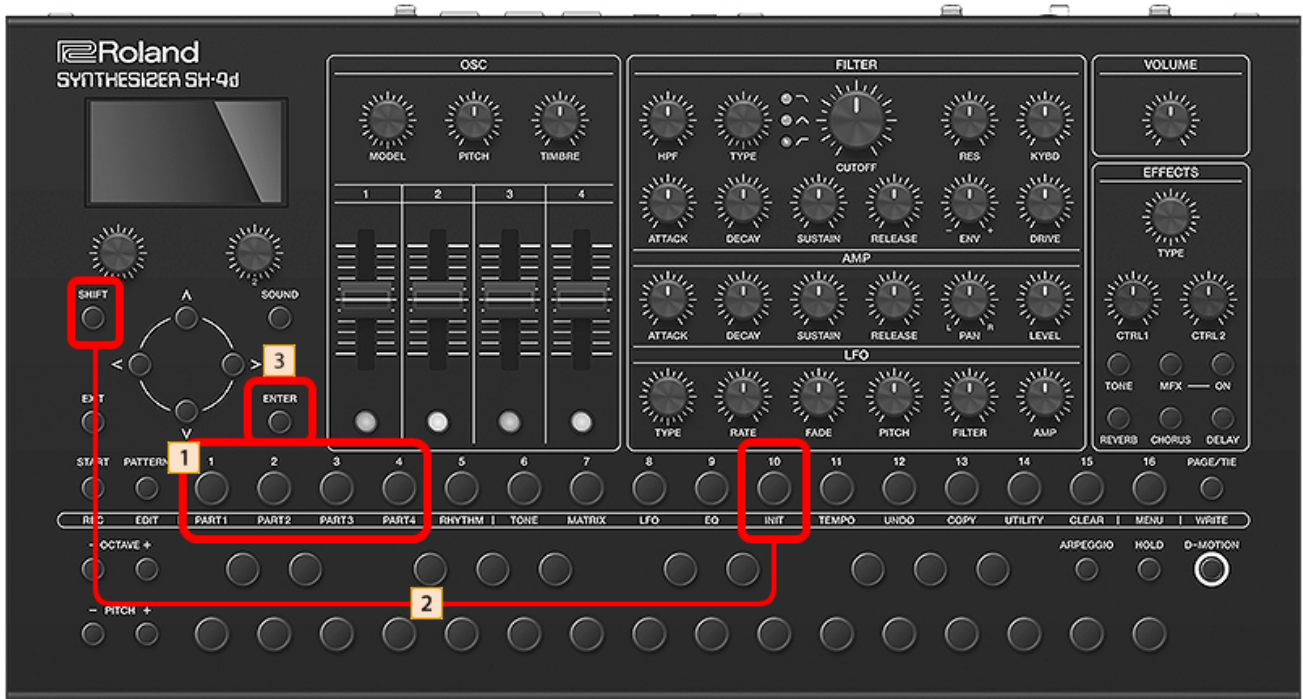 Roland
SYNTHESIZER SH-4d
OSC
MODEL PITCH TIMBRE
1 2 3 4
FILTER
HPF TYPE CUTOFF RES KYBD
ATTACK DECAY SUSTAIN RELEASE - ENV + DRIVE
AMP
ATTACK DECAY SUSTAIN RELEASE L PAN R LEVEL
LFO
TYPE RATE FADE PITCH FILTER AMP
VOLUME
EFFECTS
TYPE
CTRL1 CTRL2
TONE MFX ON
REVERB CHORUS DELAY
2
SHIFT SOUND
3
EXIT ENTER
1
START PATTERN 1 2 3 4 5 6 7 8 9 10 11 12 13 14 15 16 PAGE/TIE
REC EDIT PART1 PART2 PART3 PART4 RHYTHM TONE MATRIX LFO EQ INIT TEMPO UNDO COPY UTILITY CLEAR MENU WRITE
- OCTAVE + ARPEGGIO HOLD D-MOTION
2
- PITCH +